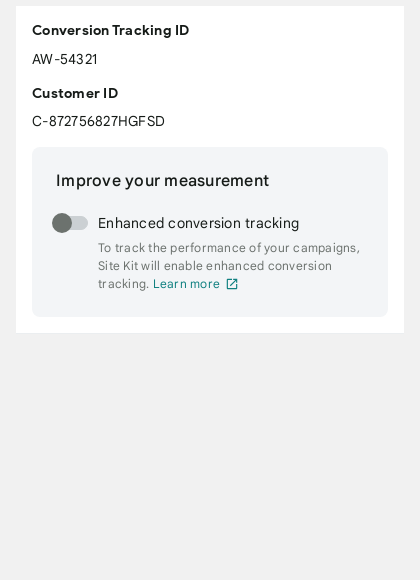 Conversion Tracking ID
AW-54321
Customer ID
C-872756827HGFSD
Improve your measurement
Enhanced conversion tracking
To track the performance of your campaigns,
Site Kit will enable enhanced conversion
tracking. Learn more